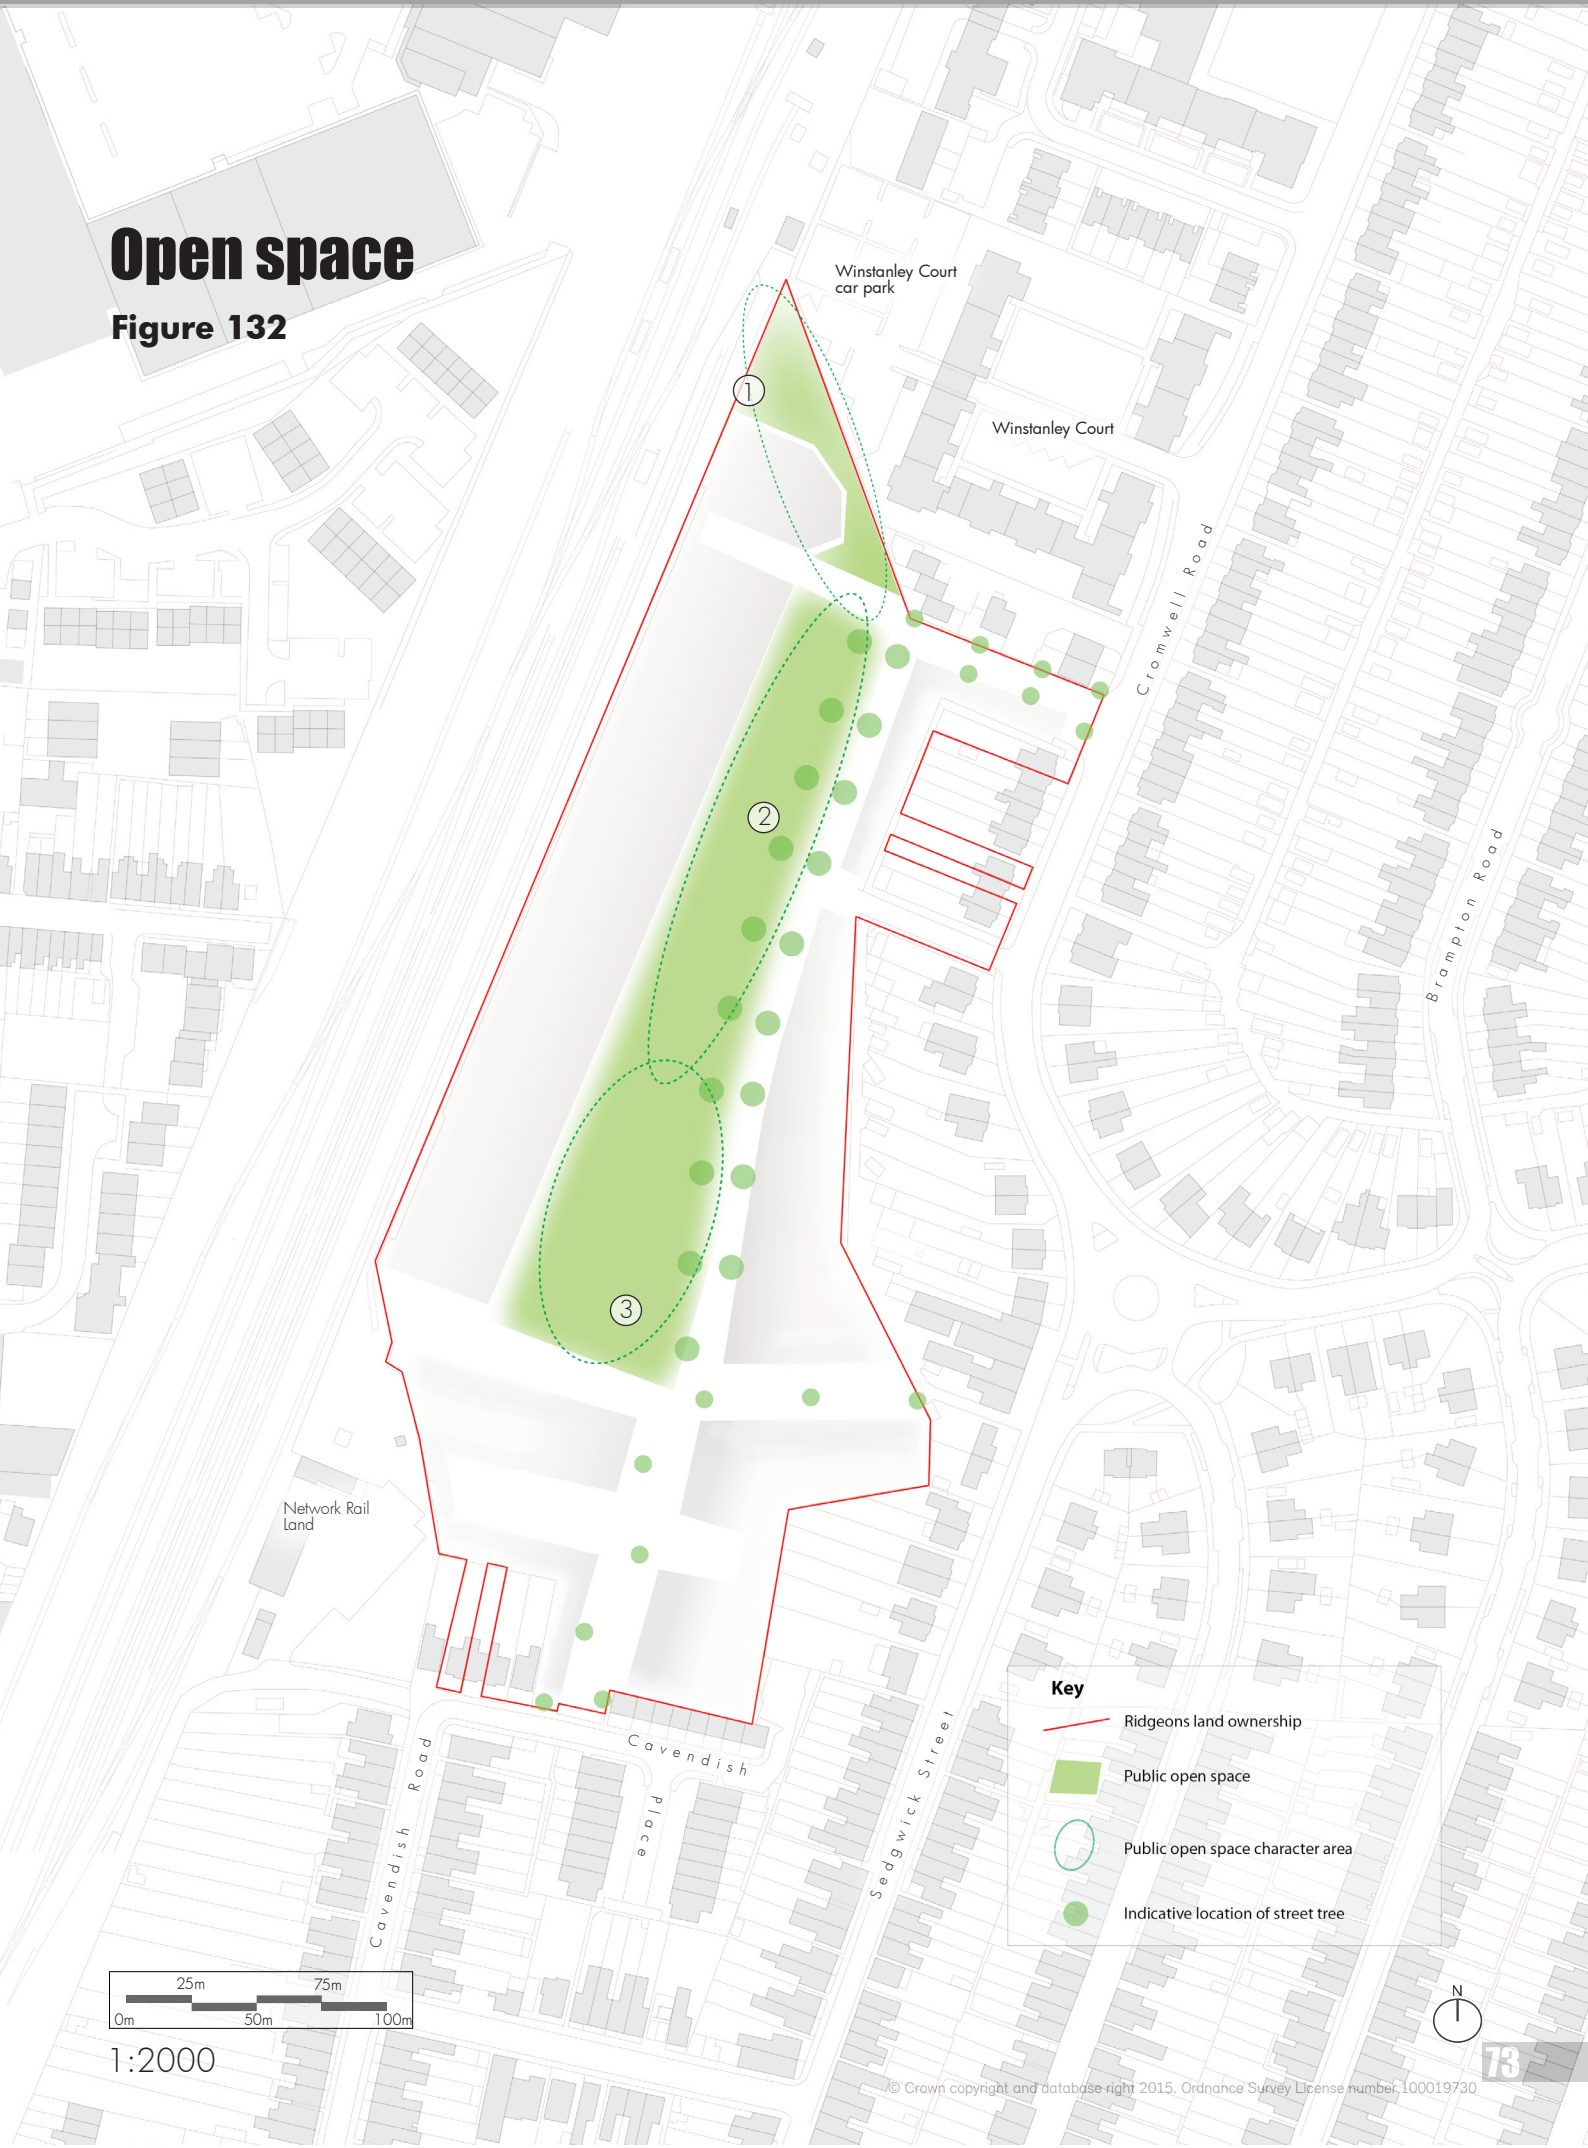 Open space
Figure 132
Winstanley Court
car park
1
Winstanley Court
Cromwell Road
2
Brampton Road
3
Network Rail
Land
Key
Ridgeons land ownership
Public open space
Public open space character area
Indicative location of street tree
Cavendish
Place
Cavendish Road
Sedgwick Street
25m 75m
0m 50m 100m
1:2000
N
73
© Crown copyright and database right 2015. Ordnance Survey License number 100019730